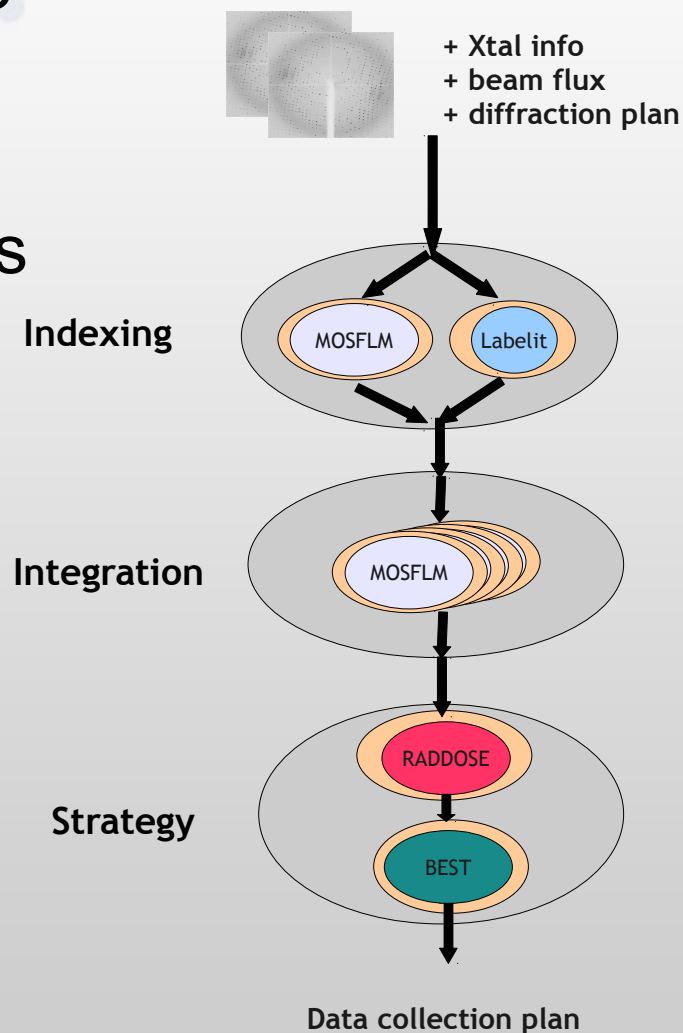 + Xtal info
+ beam flux
+ diffraction plan
s
Indexing
MOSFLM
Labelit
Integration
MOSFLM
Strategy
RADDOSE
BEST
Data collection plan